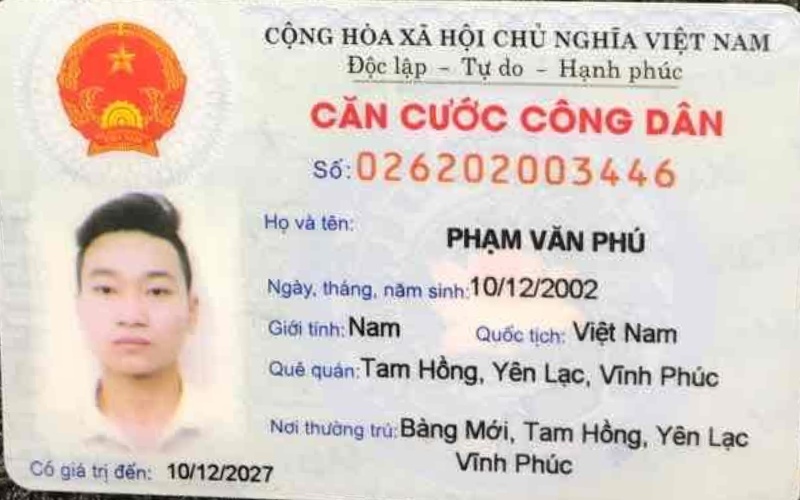 CỘNG HÒA XÃ HỘI CHỦ NGHĨA VIỆT NAM
Độc lập - Tự do - Hạnh phúc
CĂN CƯỚC CÔNG DÂN
Số: 026202003446
Họ và tên: PHẠM VĂN PHÚ
Ngày, tháng, năm sinh: 10/12/2002
Giới tính: Nam Quốc tịch: Việt Nam
Quê quán: Tam Hồng, Yên Lạc, Vĩnh Phúc
Nơi thường trú: Bàng Mới, Tam Hồng, Yên Lạc
Vĩnh Phúc
Có giá trị đến: 10/12/2027